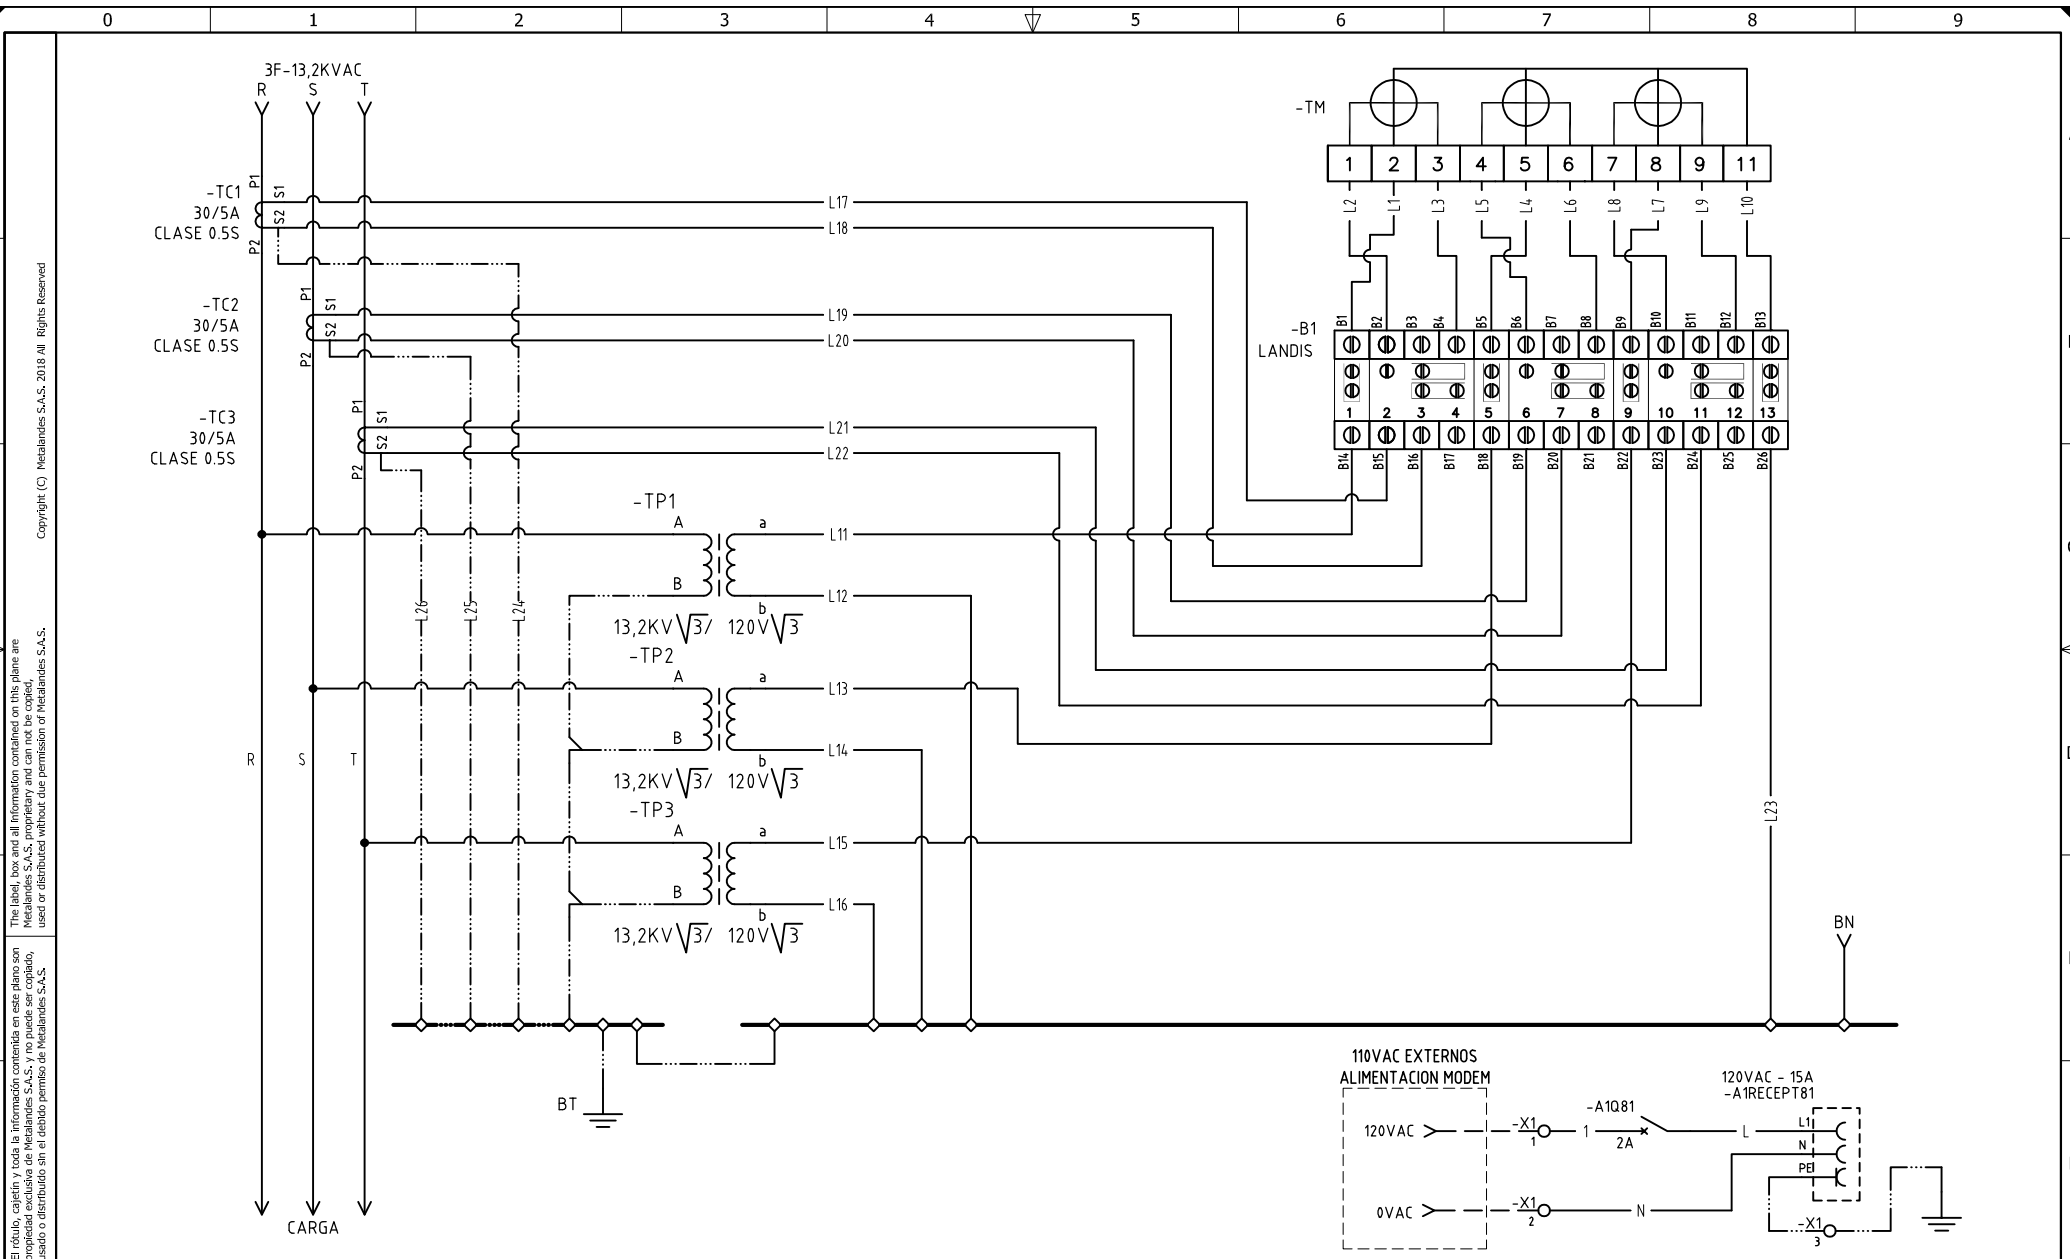 0 1 2 3 4 5 6 7 8 9
3F-13,2KVAC
R S T
-TM
1 2 3 4 5 6 7 8 9 11
L2 L1 L3 L5 L4 L6 L8 L7 L9 L10
-TC1
30/5A
CLASE 0.5S
P1 S1
P2 S2
L17
L18
-TC2
30/5A
CLASE 0.5S
P1 S1
P2 S2
L19
L20
-B1
LANDIS
B1 B2 B3 B4 B5 B6 B7 B8 B9 B10 B11 B12 B13
1 2 3 4 5 6 7 8 9 10 11 12 13
B14 B15 B16 B17 B18 B19 B20 B21 B22 B23 B24 B25 B26
-TC3
30/5A
CLASE 0.5S
P1 S1
P2 S2
L21
L22
-TP1
A a
L11
B b
L12
13,2KV√3/ 120V√3
L26 L25 L24
-TP2
A a
L13
B b
L14
13,2KV√3/ 120V√3
R S T
-TP3
A a
L15
B b
L16
13,2KV√3/ 120V√3
L23
BN
BT
CARGA
110VAC EXTERNOS
ALIMENTACION MODEM
120VAC
-X1
1
1
-A1Q81
2A
L
120VAC - 15A
-A1RECEPT81
L1
N
PE
0VAC
-X1
2
N
-X1
3
Copyright (C) Metalandes S.A.S. 2018 All Rights Reserved
The label, box and all information contained on this plane are
Metalandes S.A.S. proprietary and can not be copied,
used or distributed without due permission of Metalandes S.A.S.
El rótulo, cajetín y toda la información contenida en este plano son
propiedad exclusiva de Metalandes S.A.S. y no puede ser copiado,
usado o distribuido sin el debido permiso de Metalandes S.A.S.